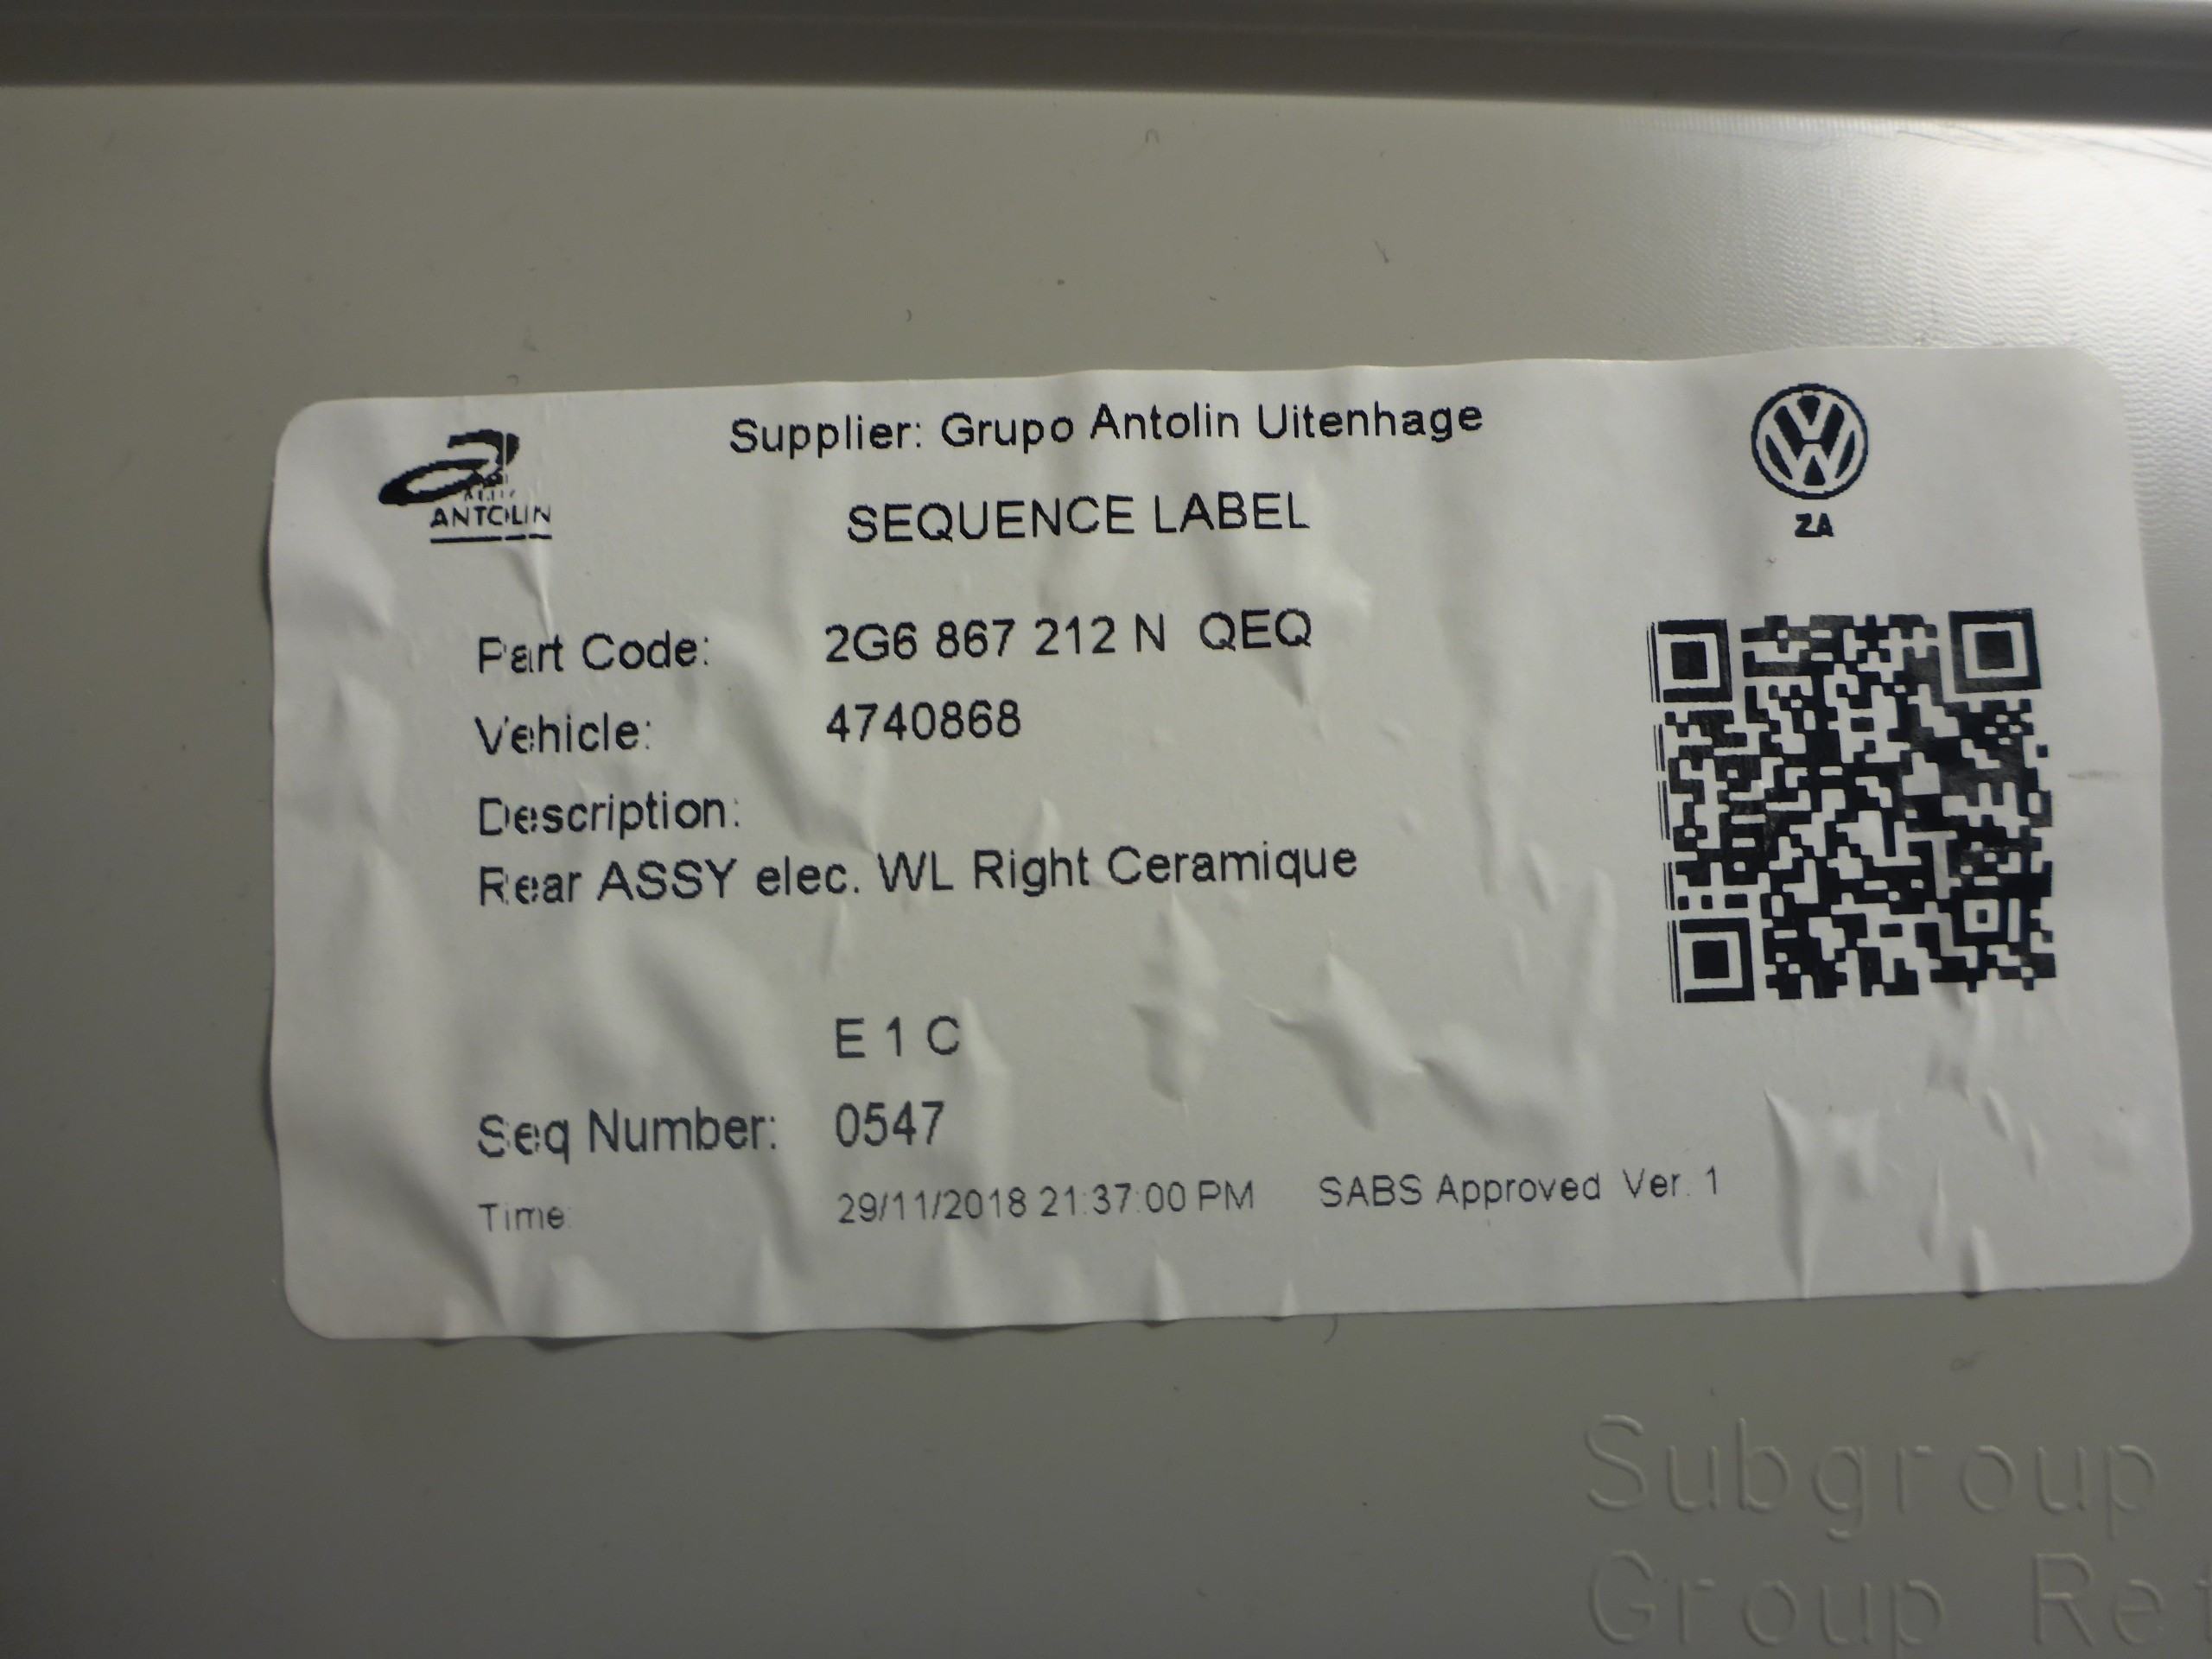 Supplier: Grupo Antolin Uitenhage
ANTOLIN
SEQUENCE LABEL
ZA
Part Code: 2G6 867 212 N QEQ
Vehicle: 4740868
Description:
Rear ASSY elec. WL Right Ceramique
E 1 C
Seq Number: 0547
Time: 29/11/2018 21:37:00 PM SABS Approved Ver. 1
Subgroup
Group